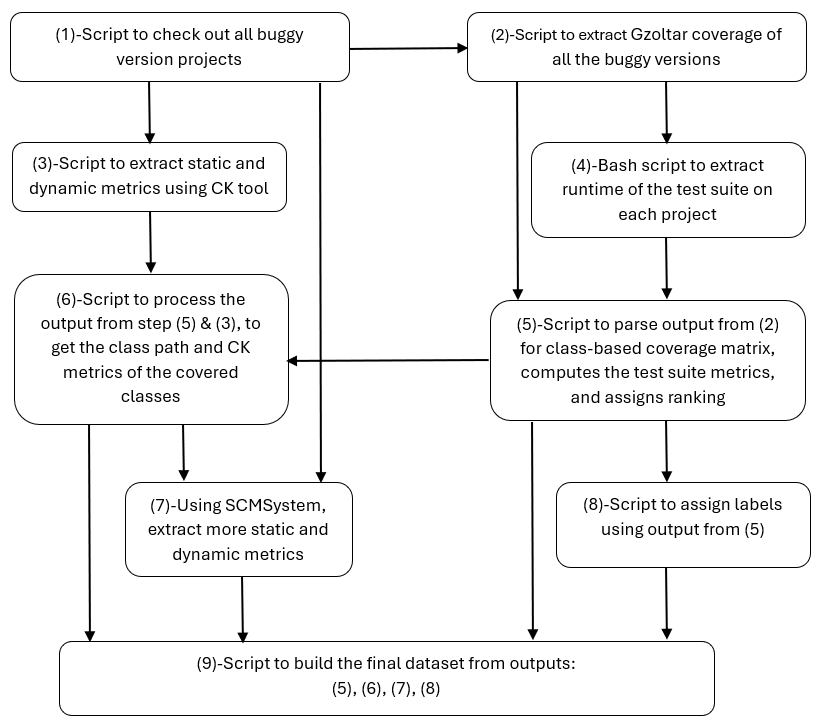 (1)-Script to check out all buggy
version projects
(2)-Script to extract Gzoltar coverage of
all the buggy versions
(3)-Script to extract static and
dynamic metrics using CK tool
(4)-Bash script to extract
runtime of the test suite on
each project
(6)-Script to process the
output from step (5) & (3), to
get the class path and CK
metrics of the covered
classes
(5)-Script to parse output from (2)
for class-based coverage matrix,
computes the test suite metrics,
and assigns ranking
(7)-Using SCMSystem,
extract more static and
dynamic metrics
(8)-Script to assign labels
using output from (5)
(9)-Script to build the final dataset from outputs:
(5), (6), (7), (8)